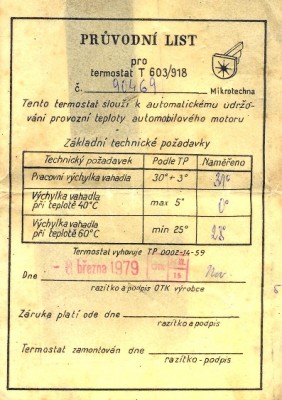 PRŮVODNÍ LIST
pro
termostat T 603/918
č. 90469
Mikrotechna
Tento termostat slouží k automatickému udržo-
vání provozní teploty automobilového motoru
Základní technické požadavky
Technický požadavek Podle TP Naměřeno
Pracovní výchylka vahadla 30° + 3° 31°
Výchylka vahadla
při teplotě 40°C max 5° 0°
Výchylka vahadla
při teplotě 60°C min 25° 28°
Termostat vyhovuje TP 0002-14-59
Dne - 8 března 1979
razítko a podpis OTK výrobce
Záruka platí ode dne
razítko a podpis
Termostat zamontován dne
razítko - podpis